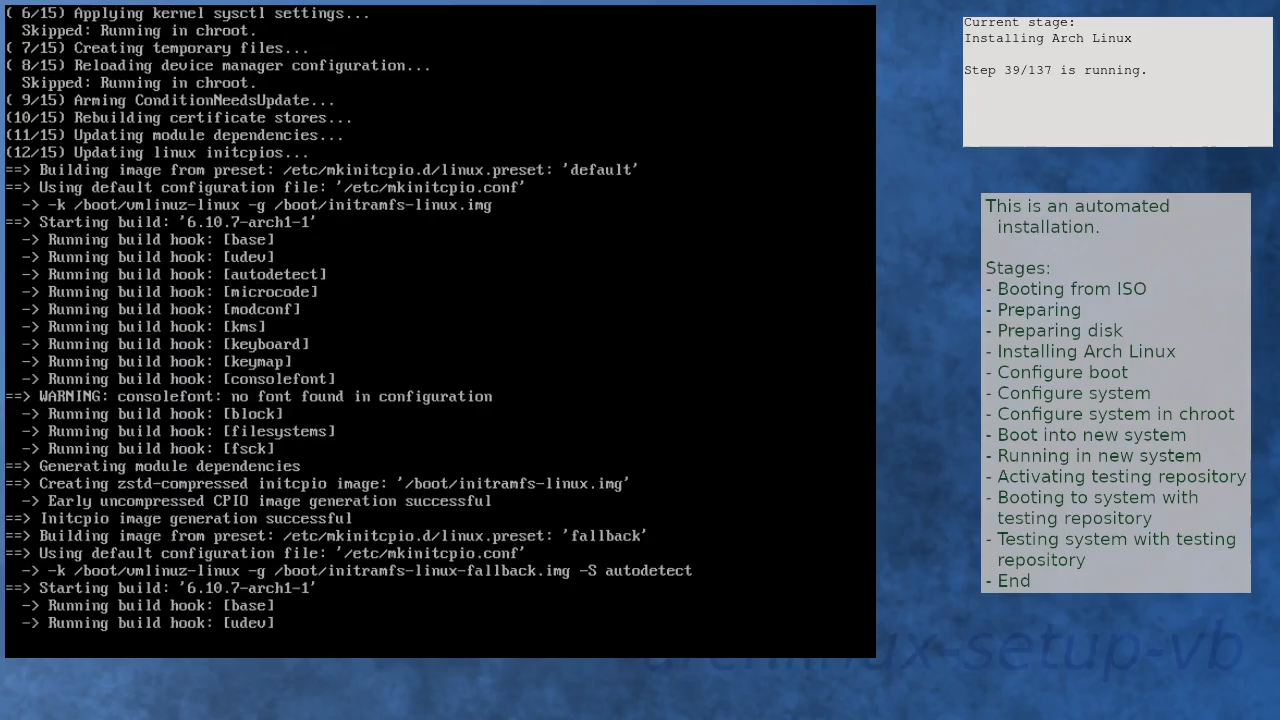 ( 6/15) Applying kernel sysctl settings...
  Skipped: Running in chroot.
( 7/15) Creating temporary files...
( 8/15) Reloading device manager configuration...
  Skipped: Running in chroot.
( 9/15) Arming ConditionNeedsUpdate...
(10/15) Rebuilding certificate stores...
(11/15) Updating module dependencies...
(12/15) Updating linux initcpios...
==> Building image from preset: /etc/mkinitcpio.d/linux.preset: 'default'
==> Using default configuration file: '/etc/mkinitcpio.conf'
  -> -k /boot/vmlinuz-linux -g /boot/initramfs-linux.img
==> Starting build: '6.10.7-arch1-1'
  -> Running build hook: [base]
  -> Running build hook: [udev]
  -> Running build hook: [autodetect]
  -> Running build hook: [microcode]
  -> Running build hook: [modconf]
  -> Running build hook: [kms]
  -> Running build hook: [keyboard]
  -> Running build hook: [keymap]
  -> Running build hook: [consolefont]
==> WARNING: consolefont: no font found in configuration
  -> Running build hook: [block]
  -> Running build hook: [filesystems]
  -> Running build hook: [fsck]
==> Generating module dependencies
==> Creating zstd-compressed initcpio image: '/boot/initramfs-linux.img'
  -> Early uncompressed CPIO image generation successful
==> Initcpio image generation successful
==> Building image from preset: /etc/mkinitcpio.d/linux.preset: 'fallback'
==> Using default configuration file: '/etc/mkinitcpio.conf'
  -> -k /boot/vmlinuz-linux -g /boot/initramfs-linux-fallback.img -S autodetect
==> Starting build: '6.10.7-arch1-1'
  -> Running build hook: [base]
  -> Running build hook: [udev]
Current stage:
Installing Arch Linux
Step 39/137 is running.
This is an automated
installation.
Stages:
- Booting from ISO
- Preparing
- Preparing disk
- Installing Arch Linux
- Configure boot
- Configure system
- Configure system in chroot
- Boot into new system
- Running in new system
- Activating testing repository
- Booting to system with
testing repository
- Testing system with testing
repository
- End
archlinux-setup-vb